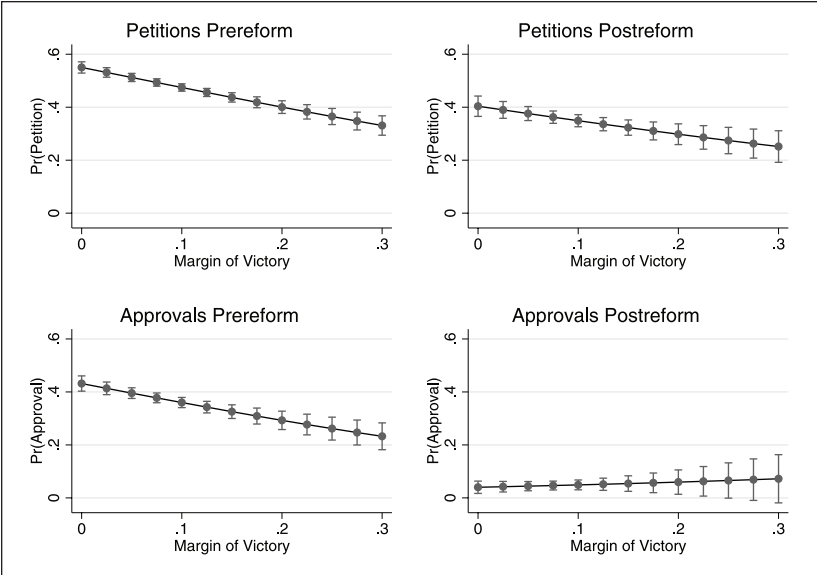 Petitions Prereform
Pr(Petition)
0 .2 .4 .6
0 .1 .2 .3
Margin of Victory
Petitions Postreform
Pr(Petition)
0 .2 .4 .6
0 .1 .2 .3
Margin of Victory
Approvals Prereform
Pr(Approval)
0 .2 .4 .6
0 .1 .2 .3
Margin of Victory
Approvals Postreform
Pr(Approval)
0 .2 .4 .6
0 .1 .2 .3
Margin of Victory